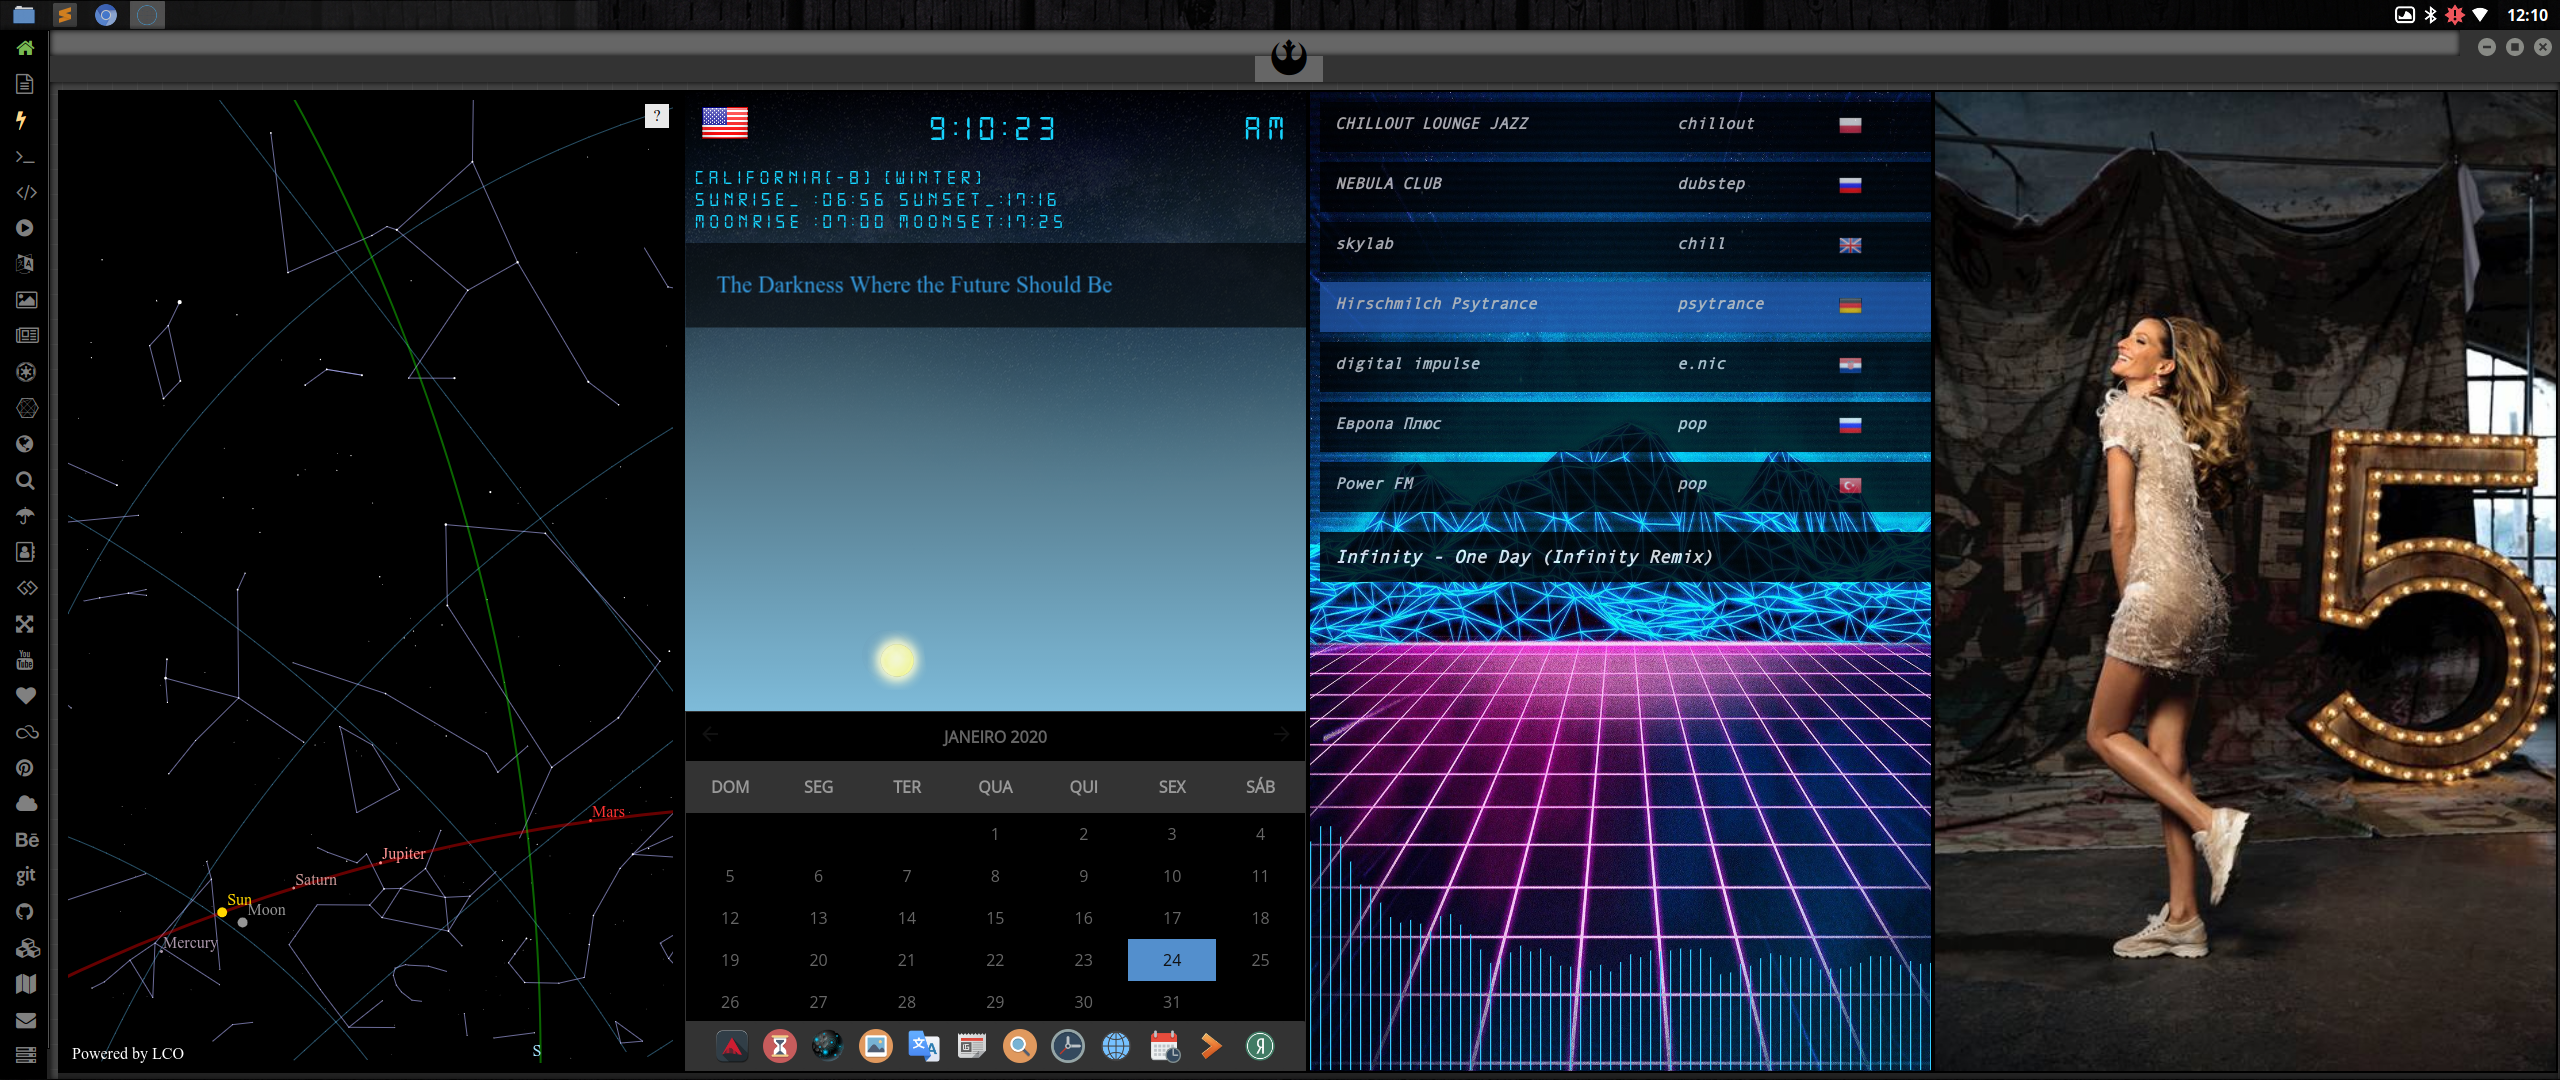 12:10
?
Mars
Jupiter
Saturn
Sun
Moon
Mercury
S
Powered by LCO
9:10:23 AM
CALIFORNIA[-8] [WINTER]
SUNRISE_ :06:56 SUNSET_:17:16
MOONRISE :07:00 MOONSET:17:25
The Darkness Where the Future Should Be
JANEIRO 2020
DOM SEG TER QUA QUI SEX SÁB
1 2 3 4
5 6 7 8 9 10 11
12 13 14 15 16 17 18
19 20 21 22 23 24 25
26 27 28 29 30 31
CHILLOUT LOUNGE JAZZ chillout
NEBULA CLUB dubstep
skylab chill
Hirschmilch Psytrance psytrance
digital impulse e.nic
Европа Плюс pop
Power FM pop
Infinity - One Day (Infinity Remix)
5
You
Tube
Bē
git
Я